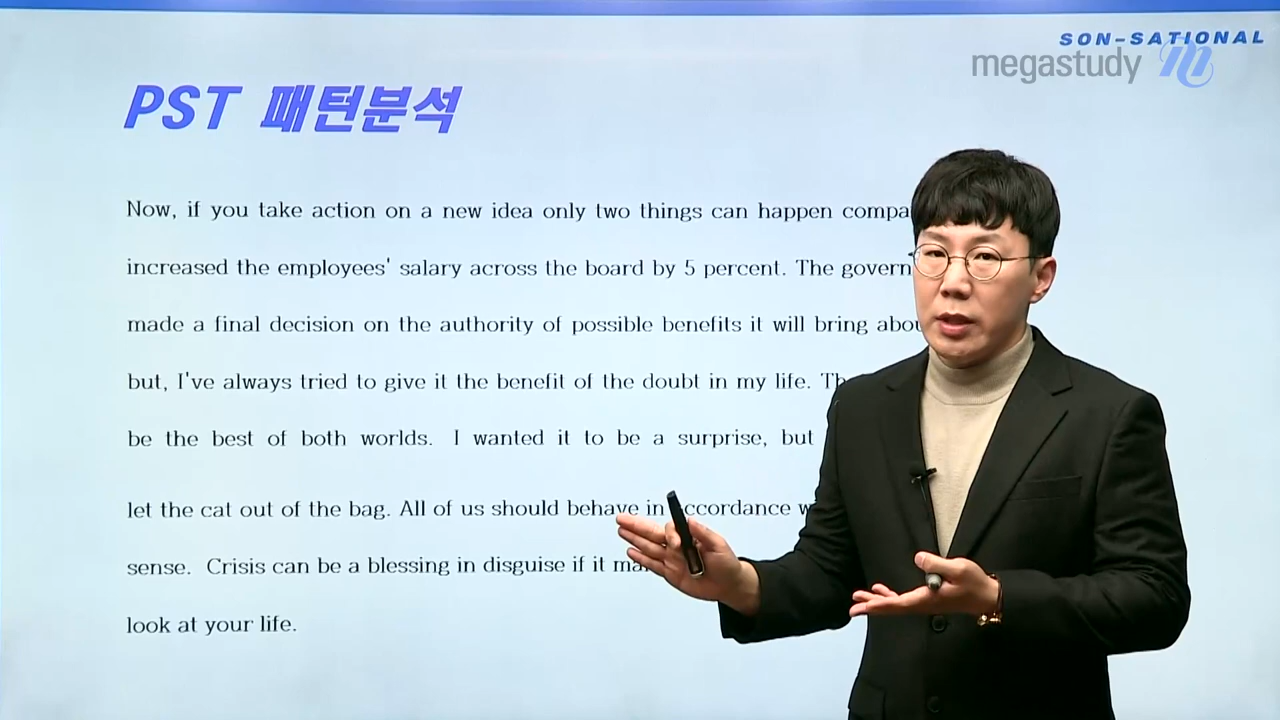 SON-SATIONAL
megastudy
PST 패턴분석
Now, if you take action on a new idea only two things can happen compa
increased the employees' salary across the board by 5 percent. The govern
made a final decision on the authority of possible benefits it will bring abou
but, I've always tried to give it the benefit of the doubt in my life. Th
be the best of both worlds. I wanted it to be a surprise, but
let the cat out of the bag. All of us should behave in accordance w
sense. Crisis can be a blessing in disguise if it ma
look at your life.